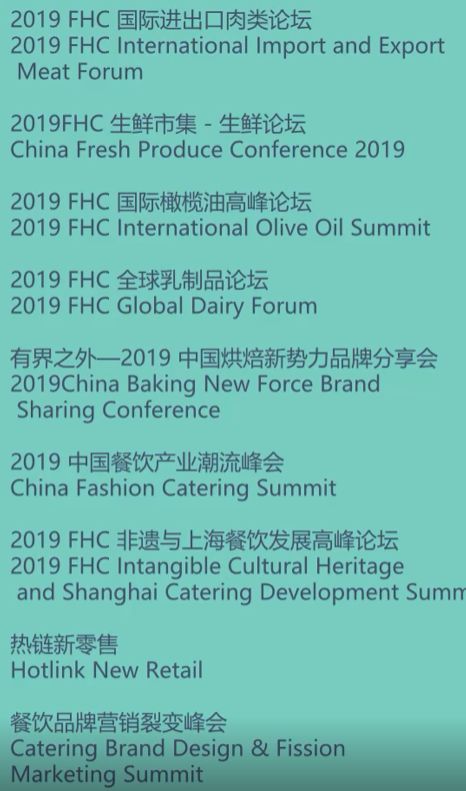 2019 FHC 国际进出口肉类论坛
2019 FHC International Import and Export
Meat Forum
2019FHC 生鲜市集 - 生鲜论坛
China Fresh Produce Conference 2019
2019 FHC 国际橄榄油高峰论坛
2019 FHC International Olive Oil Summit
2019 FHC 全球乳制品论坛
2019 FHC Global Dairy Forum
有界之外—2019 中国烘焙新势力品牌分享会
2019China Baking New Force Brand
Sharing Conference
2019 中国餐饮产业潮流峰会
China Fashion Catering Summit
2019 FHC 非遗与上海餐饮发展高峰论坛
2019 FHC Intangible Cultural Heritage
and Shanghai Catering Development Summ
热链新零售
Hotlink New Retail
餐饮品牌营销裂变峰会
Catering Brand Design & Fission
Marketing Summit